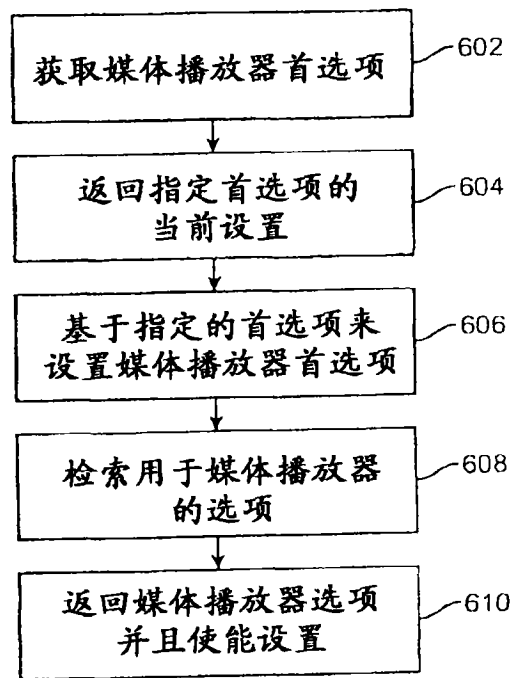 获取媒体播放器首选项
602
返回指定首选项的
当前设置
604
基于指定的首选项来
设置媒体播放器首选项
606
检索用于媒体播放器
的选项
608
返回媒体播放器选项
并且使能设置
610